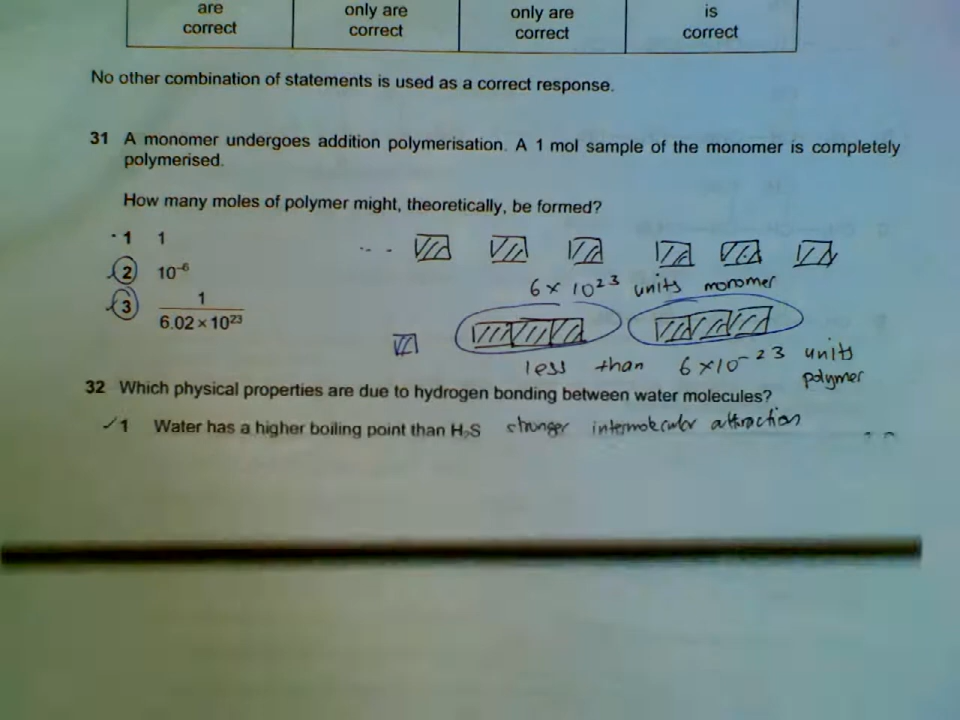 are only are only are is
correct correct correct correct
No other combination of statements is used as a correct response.
31 A monomer undergoes addition polymerisation. A 1 mol sample of the monomer is completely
polymerised.
How many moles of polymer might, theoretically, be formed?
1 1
2 10⁻⁶
3 1
6.02 × 10²³
6 × 10²³ units monomer
less than 6 × 10⁻²³ units
polymer
32 Which physical properties are due to hydrogen bonding between water molecules?
✓1 Water has a higher boiling point than H₂S stronger intermolecular attraction